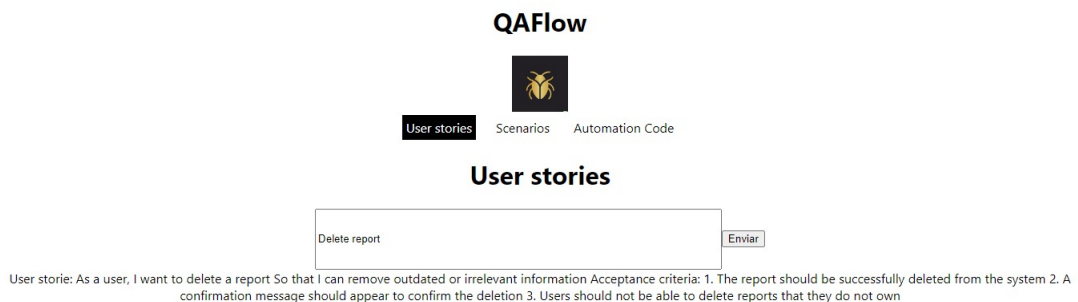 QAFlow
User stories Scenarios Automation Code
User stories
Delete report Enviar
User storie: As a user, I want to delete a report So that I can remove outdated or irrelevant information Acceptance criteria: 1. The report should be successfully deleted from the system 2. A
confirmation message should appear to confirm the deletion 3. Users should not be able to delete reports that they do not own